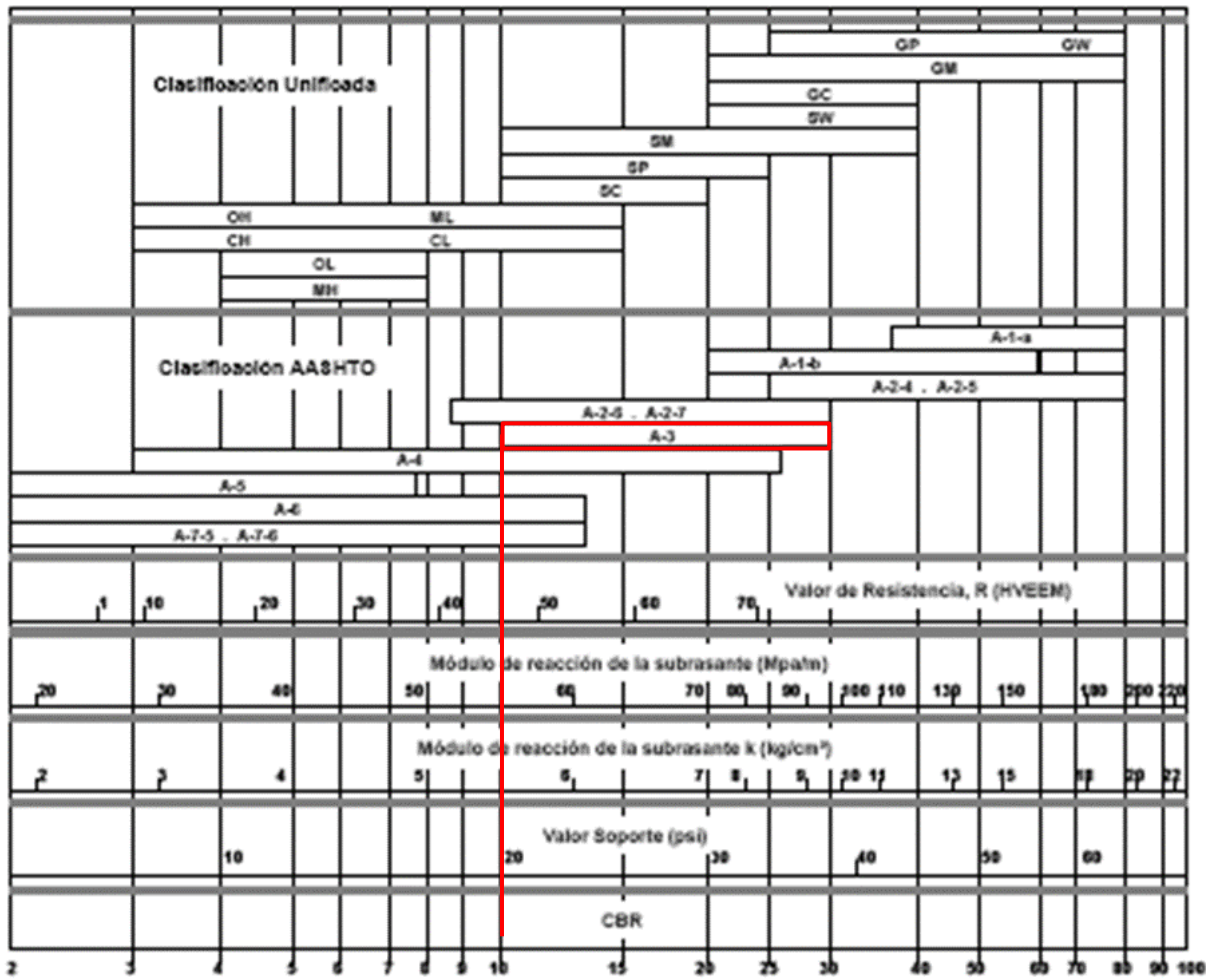 GP GW
GM
Clasificación Unificada
GC
SW
SM
SP
SC
OH ML
CH CL
OL
MH
A-1-a
A-1-b
Clasificación AASHTO
A-2-4 . A-2-5
A-2-6 . A-2-7
A-3
A-4
A-5
A-6
A-7-5 . A-7-6
Valor de Resistencia, R (HVEEM)
1 10 20 30 40 50 60 70
Módulo de reacción de la subrasante (Mpa/m)
20 30 40 50 60 70 80 90 100 110 130 150 180 200 220
Módulo de reacción de la subrasante k (kg/cm³)
2 3 4 5 6 7 8 9 10 11 13 15 18 20 22
Valor Soporte (psi)
10 20 30 40 50 60
CBR
2 3 4 5 6 7 8 9 10 15 20 25 30 40 50 60 70 80 90 100